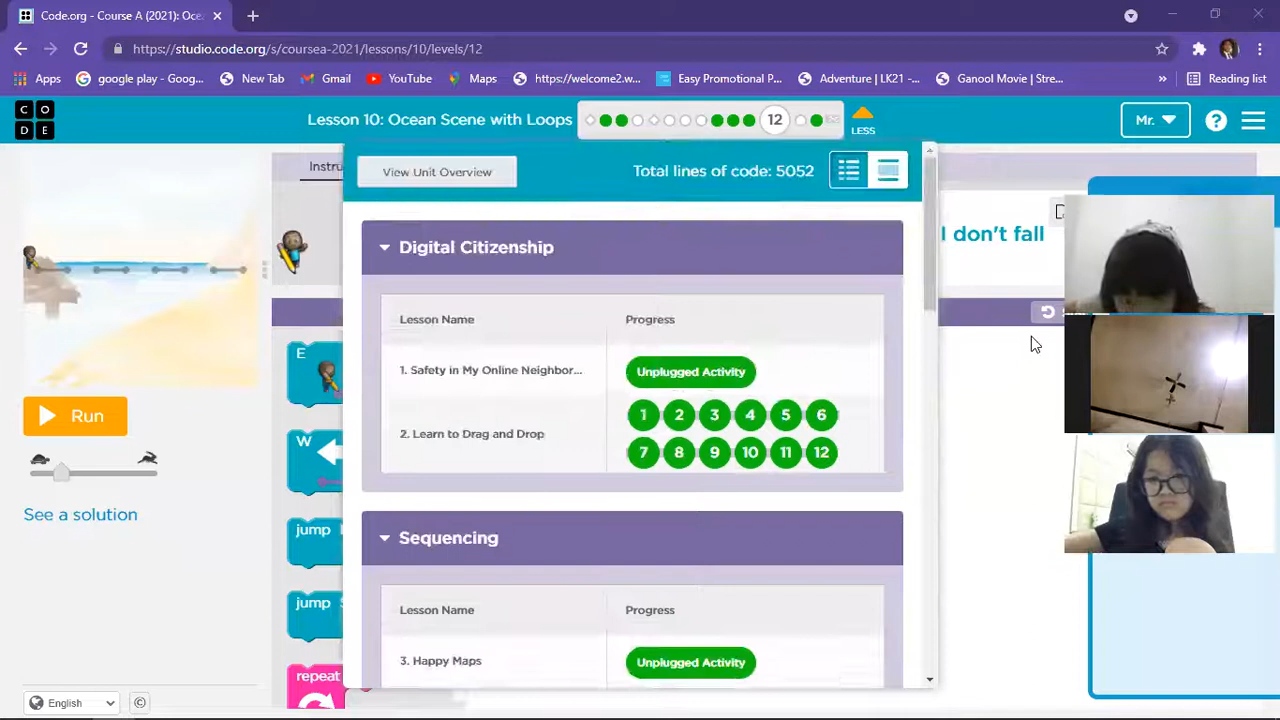 Code.org - Course A (2021): Oce
https://studio.code.org/s/coursea-2021/lessons/10/levels/12
Apps
google play - Goog...
New Tab
Gmail
YouTube
Maps
https://welcome2.w...
Easy Promotional P...
Adventure | LK21 -...
Ganool Movie | Stre...
»
Reading list
C O D E
Lesson 10: Ocean Scene with Loops
12
LESS
Mr.
?
Instru
View Unit Overview
Total lines of code: 5052
I don't fall
Digital Citizenship
Lesson Name
Progress
1. Safety in My Online Neighbor...
Unplugged Activity
2. Learn to Drag and Drop
1 2 3 4 5 6
7 8 9 10 11 12
Sequencing
Lesson Name
Progress
3. Happy Maps
Unplugged Activity
Run
See a solution
E
W
jump
jump
repeat
English
©